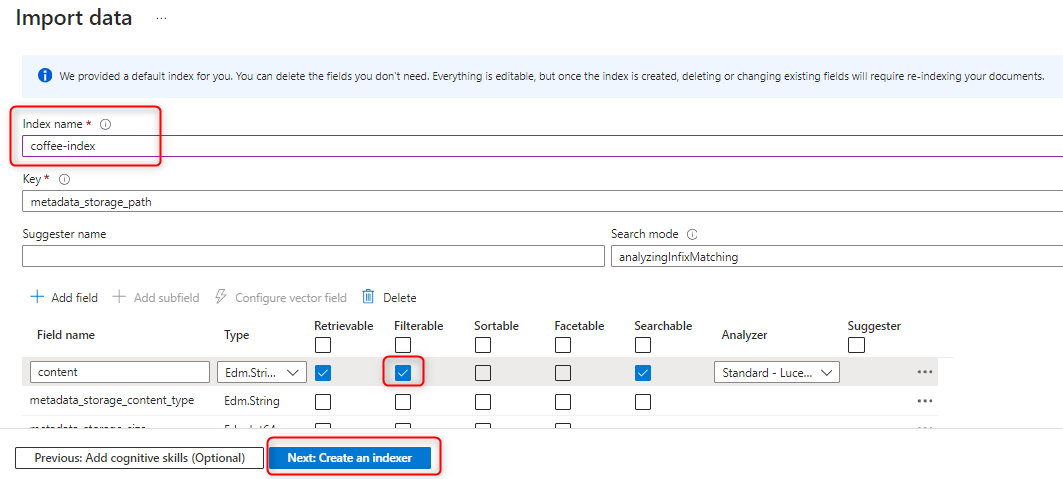 Import data ...
We provided a default index for you. You can delete the fields you don't need. Everything is editable, but once the index is created, deleting or changing existing fields will require re-indexing your documents.
Index name *
coffee-index
Key *
metadata_storage_path
Suggester name
Search mode
analyzingInfixMatching
Add field Add subfield Configure vector field Delete
Field name Type Retrievable Filterable Sortable Facetable Searchable Analyzer Suggester
content Edm.Stri... Standard - Luce... ...
metadata_storage_content_type Edm.String ...
Previous: Add cognitive skills (Optional) Next: Create an indexer